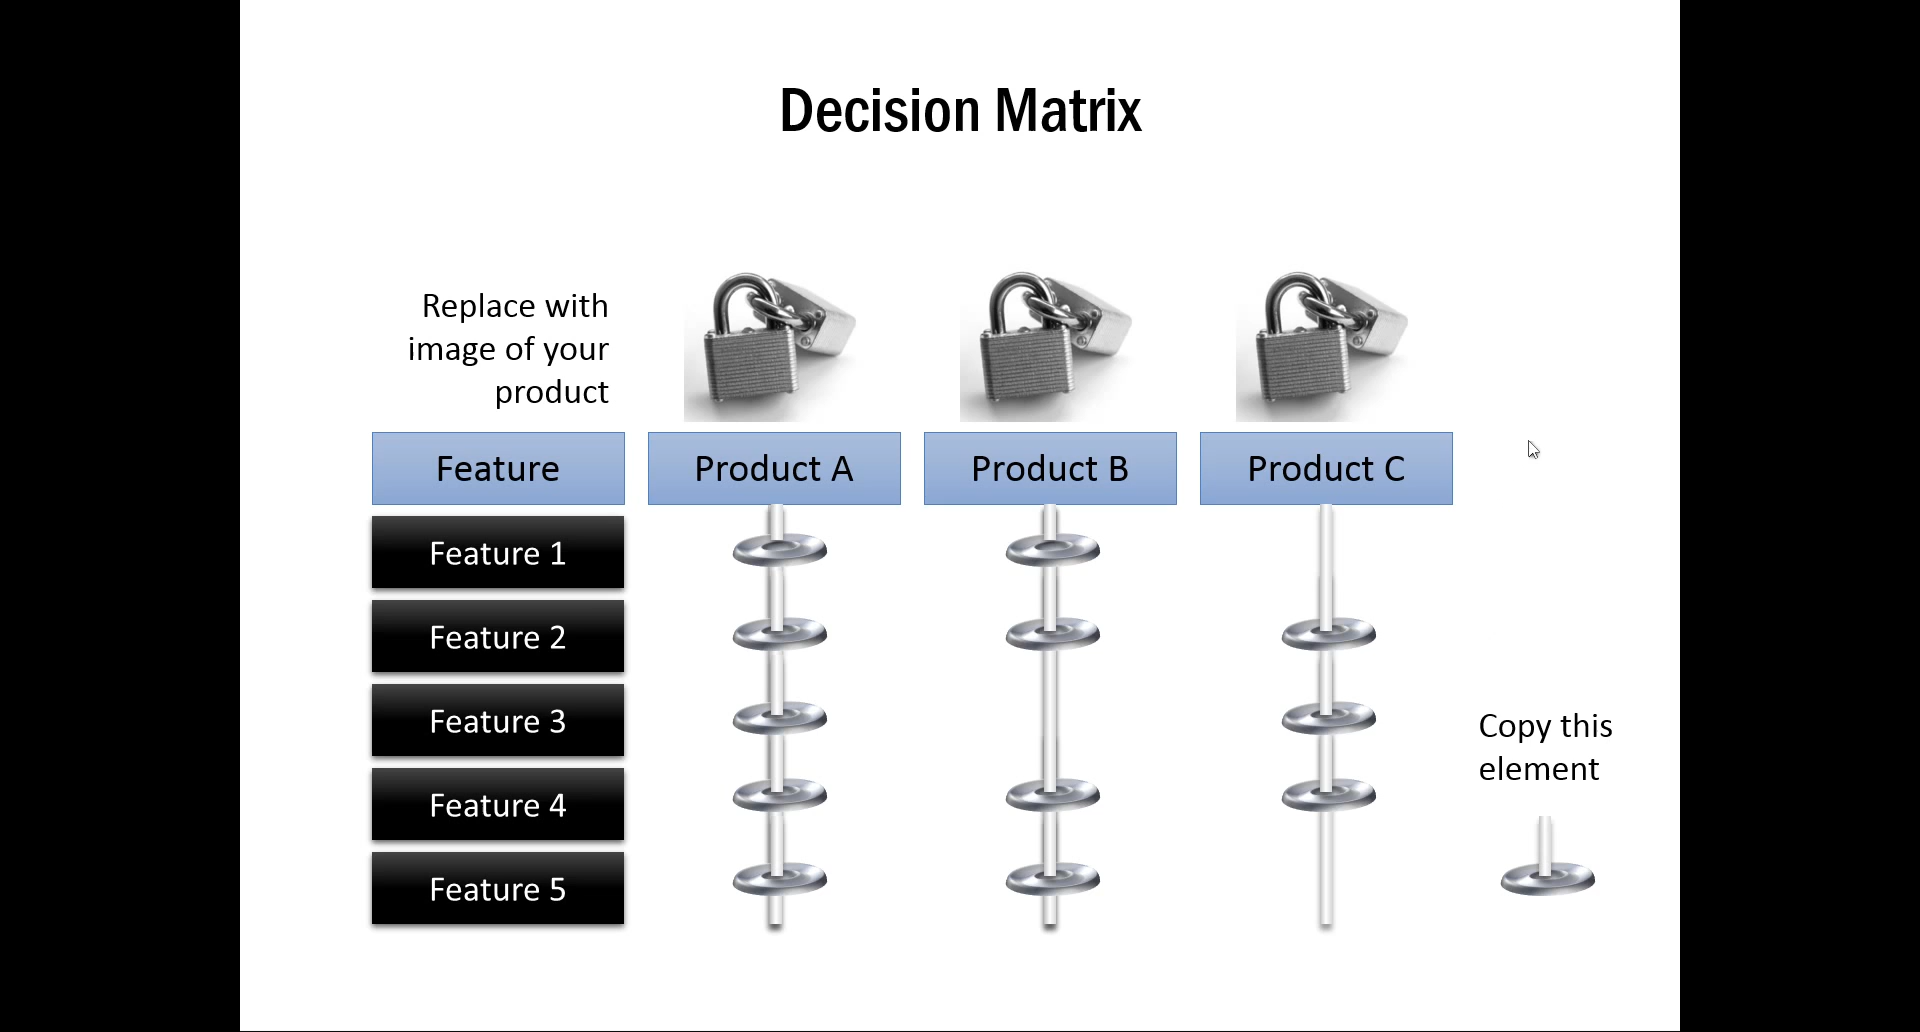 Decision Matrix
Replace with
image of your
product
Feature
Product A
Product B
Product C
Feature 1
Feature 2
Feature 3
Feature 4
Feature 5
Copy this
element